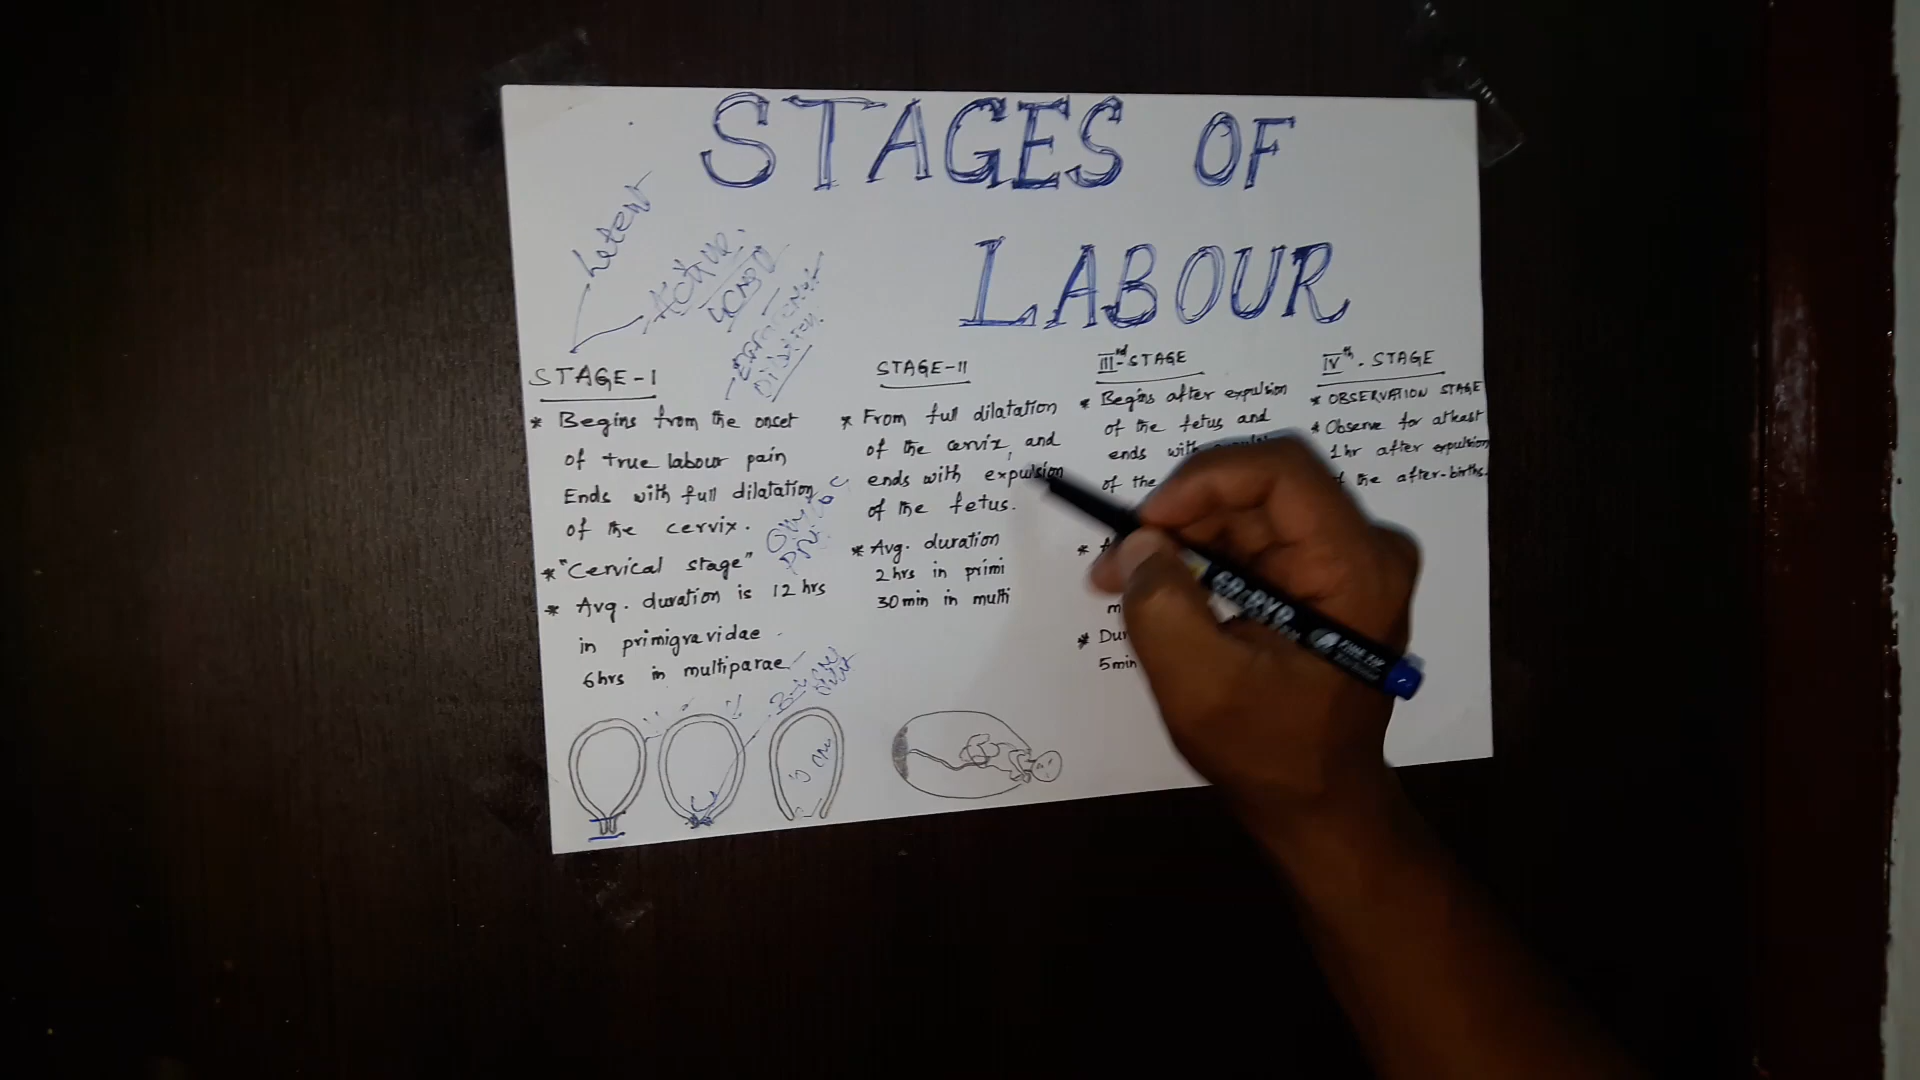 STAGES OF
LABOUR
Latent
Active
STAGE-I
* Begins from the onset
of true labour pain
Ends with full dilatation
of the cervix.
* "Cervical stage"
* Avg. duration is 12 hrs
in primigravidae
6hrs in multiparae
STAGE-II
* From full dilatation
of the cervix, and
ends with expulsion
of the fetus.
* Avg. duration
2hrs in primi
30min in multi
IIInd-STAGE
* Begins after expulsion
of the fetus and
ends with
of the
*
* Dur
5min
IVth. STAGE
* OBSERVATION STAGE
* Observe for atleast
1hr after expulsion
the after-births.